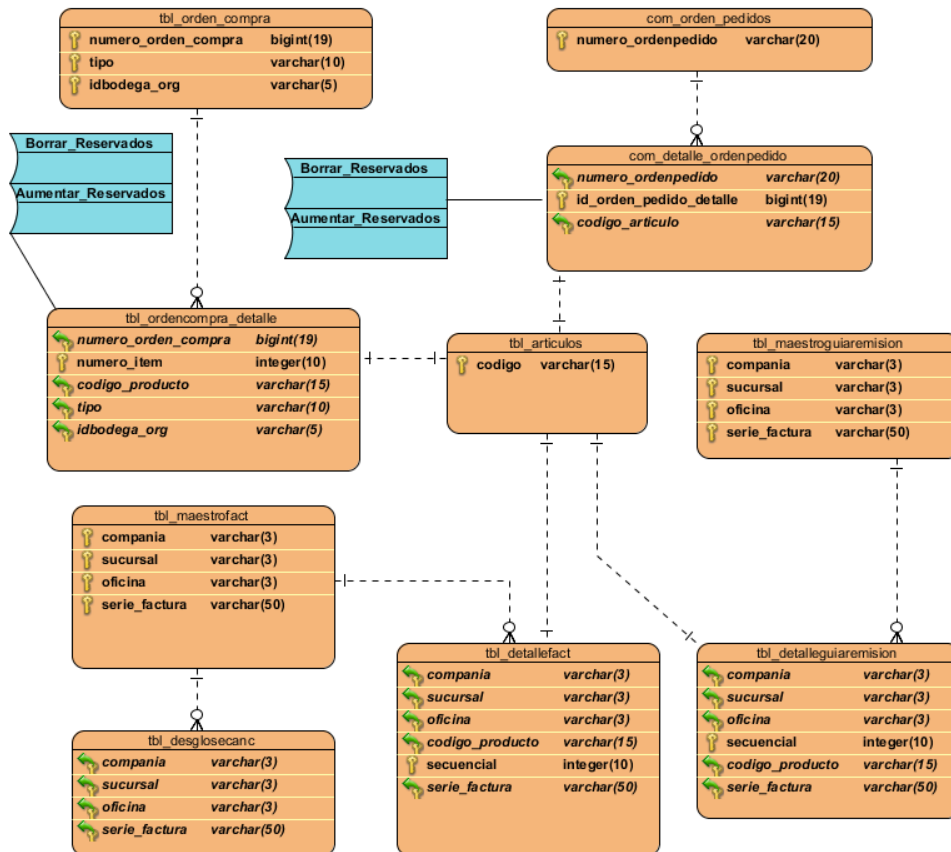 tbl_orden_compra
numero_orden_compra bigint(19)
tipo varchar(10)
idbodega_org varchar(5)
com_orden_pedidos
numero_ordenpedido varchar(20)
Borrar_Reservados
Aumentar_Reservados
Borrar_Reservados
Aumentar_Reservados
com_detalle_ordenpedido
numero_ordenpedido varchar(20)
id_orden_pedido_detalle bigint(19)
codigo_articulo varchar(15)
tbl_ordencompra_detalle
numero_orden_compra bigint(19)
numero_item integer(10)
codigo_producto varchar(15)
tipo varchar(10)
idbodega_org varchar(5)
tbl_articulos
codigo varchar(15)
tbl_maestroguiaremision
compania varchar(3)
sucursal varchar(3)
oficina varchar(3)
serie_factura varchar(50)
tbl_maestrofact
compania varchar(3)
sucursal varchar(3)
oficina varchar(3)
serie_factura varchar(50)
tbl_detallefact
compania varchar(3)
sucursal varchar(3)
oficina varchar(3)
codigo_producto varchar(15)
secuencial integer(10)
serie_factura varchar(50)
tbl_detalleguiaremision
compania varchar(3)
sucursal varchar(3)
oficina varchar(3)
secuencial integer(10)
codigo_producto varchar(15)
serie_factura varchar(50)
tbl_desglosecanc
compania varchar(3)
sucursal varchar(3)
oficina varchar(3)
serie_factura varchar(50)